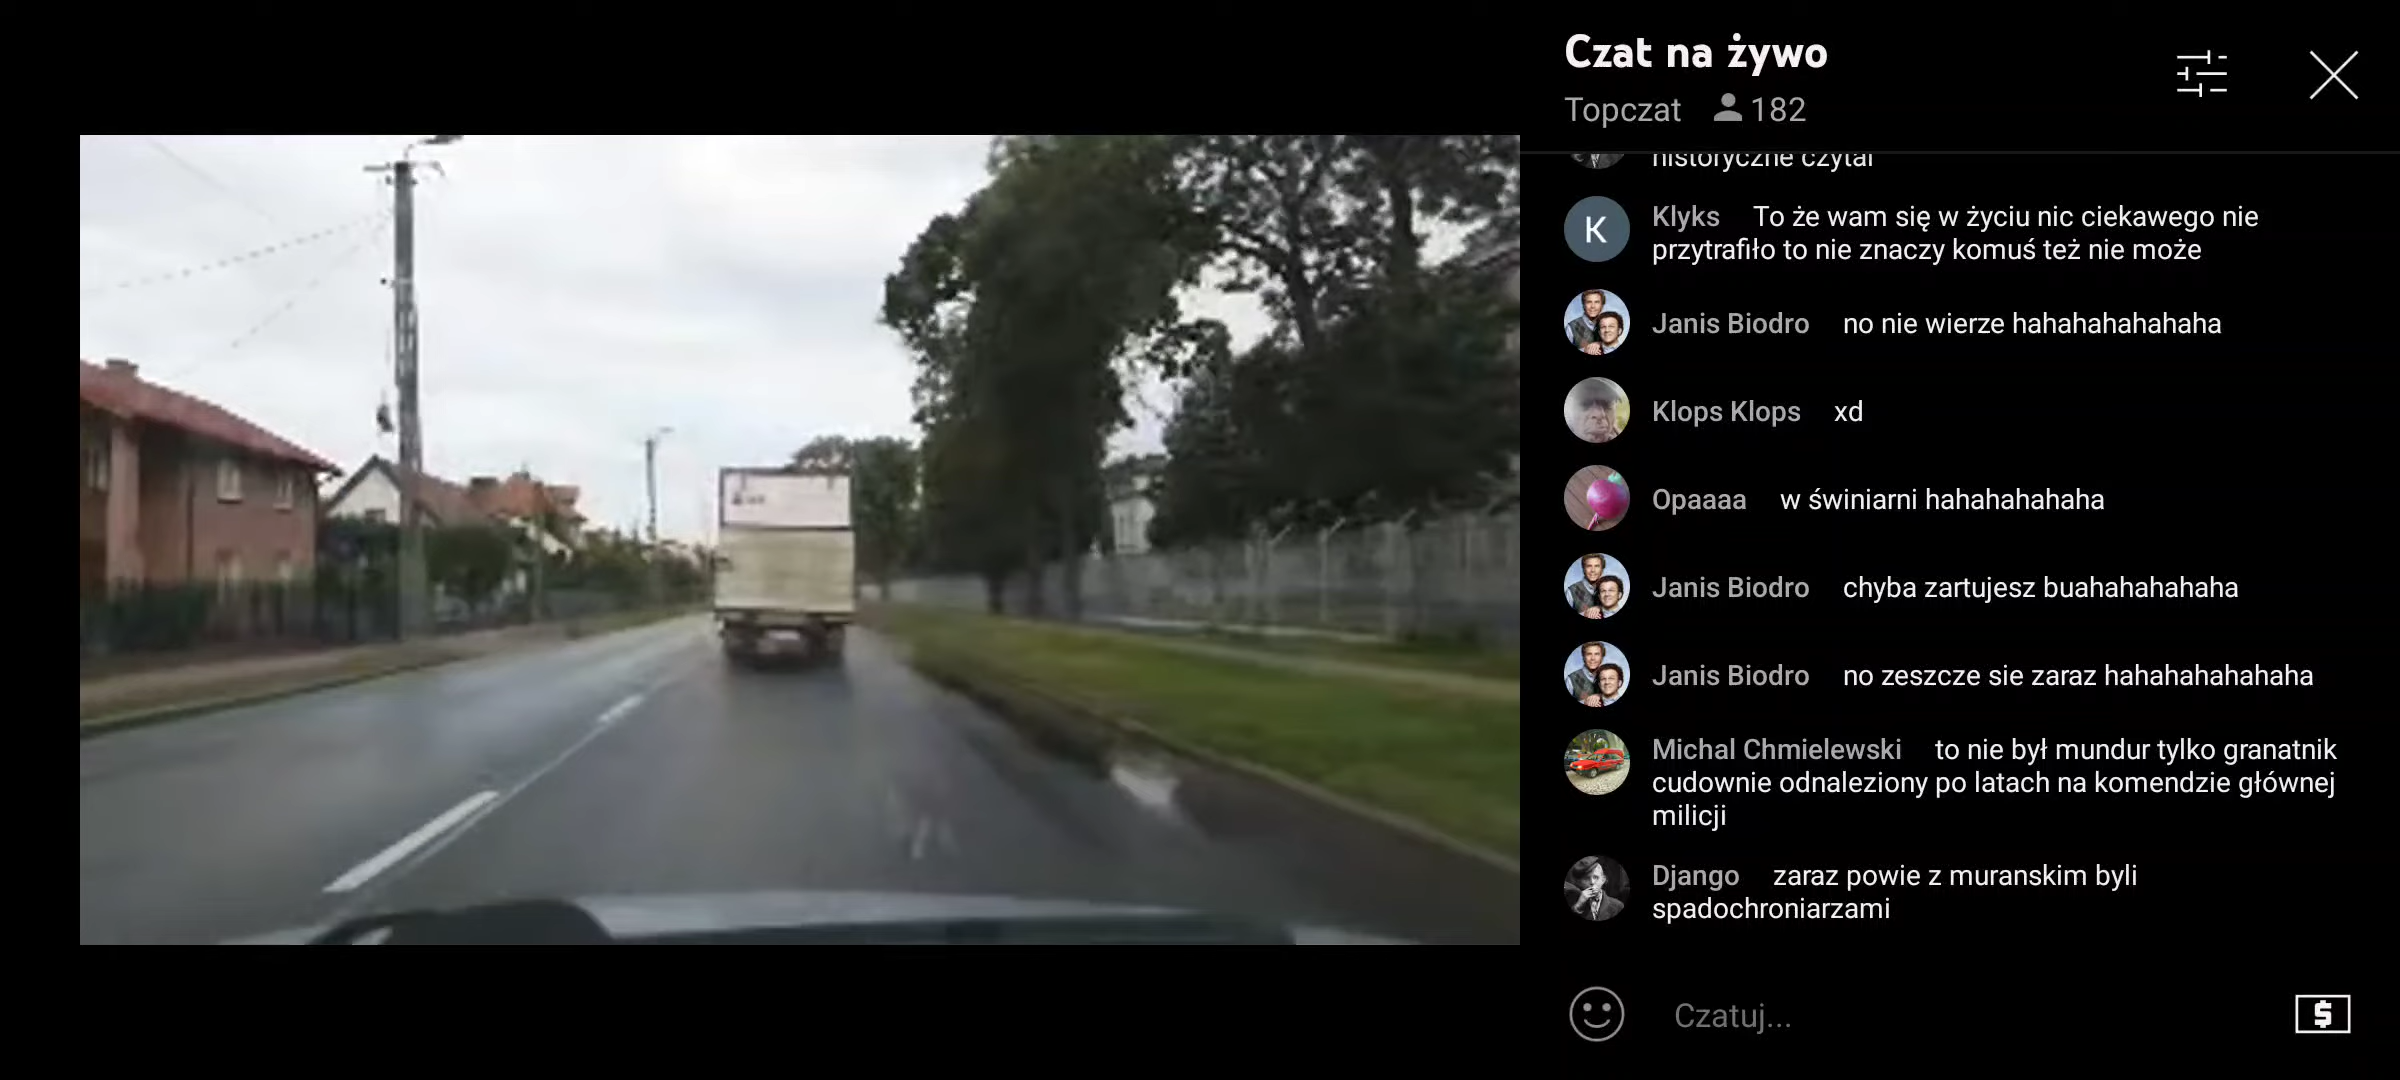 Czat na żywo
Topczat 182
historyczne czytał
K
Klyks To że wam się w życiu nic ciekawego nie
przytrafiło to nie znaczy komuś też nie może
Janis Biodro no nie wierze hahahahahahaha
Klops Klops xd
Opaaaa w świniarni hahahahahaha
Janis Biodro chyba zartujesz buahahahahaha
Janis Biodro no zeszcze sie zaraz hahahahahahaha
Michal Chmielewski to nie był mundur tylko granatnik
cudownie odnaleziony po latach na komendzie głównej
milicji
Django zaraz powie z muranskim byli
spadochroniarzami
Czatuj...
$